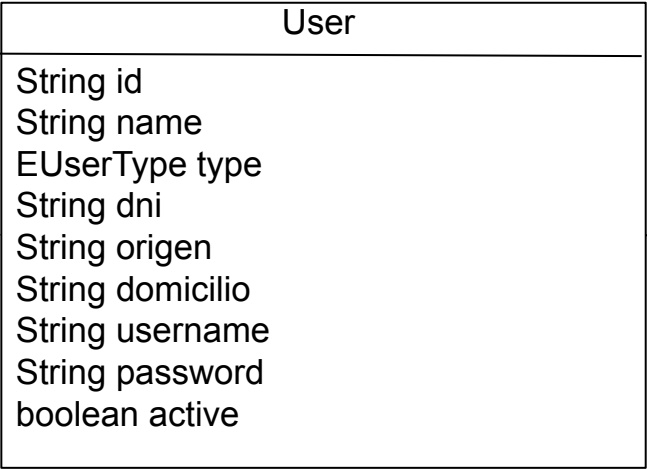 User
String id
String name
EUserType type
String dni
String origen
String domicilio
String username
String password
boolean active